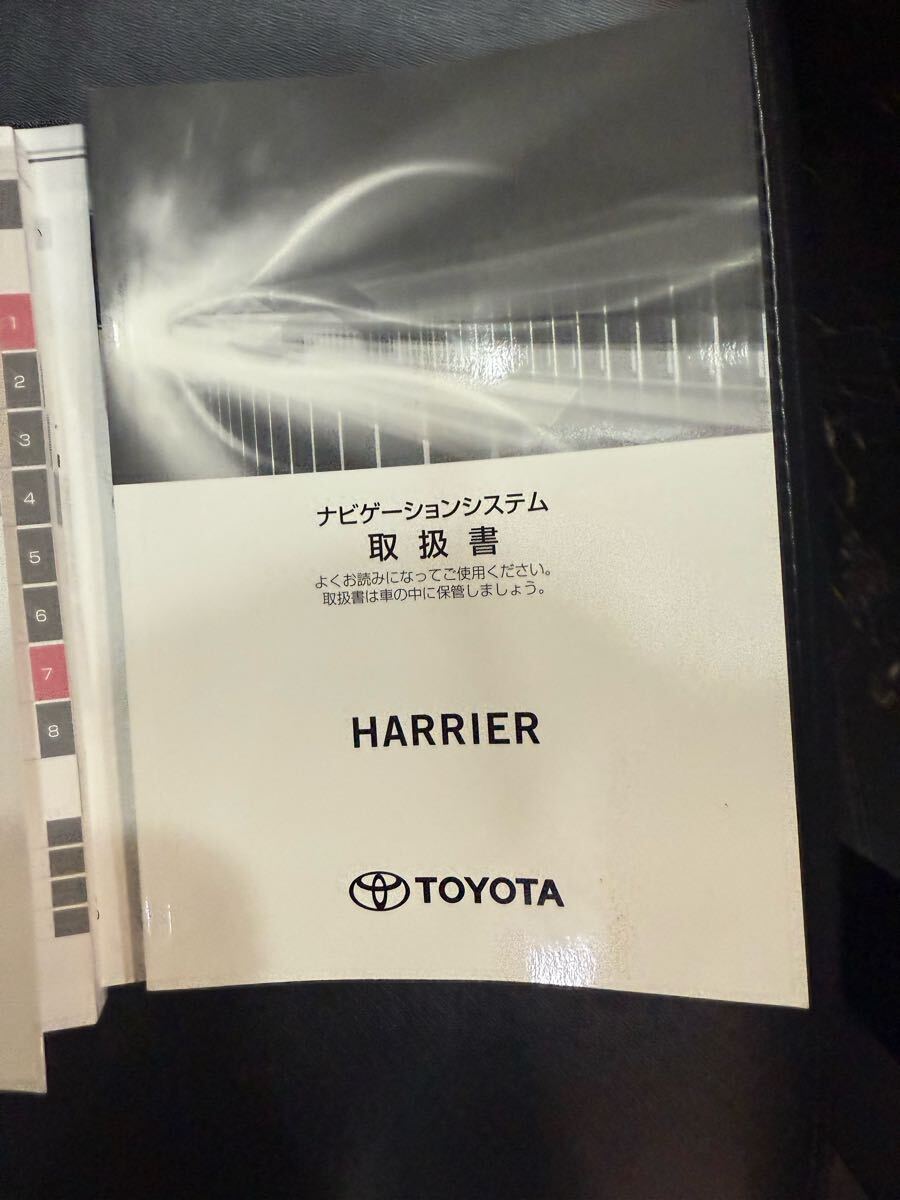 1
2
3
4
5
6
7
8
ナビゲーションシステム
取扱書
よくお読みになってご使用ください。
取扱書は車の中に保管しましょう。
HARRIER
TOYOTA